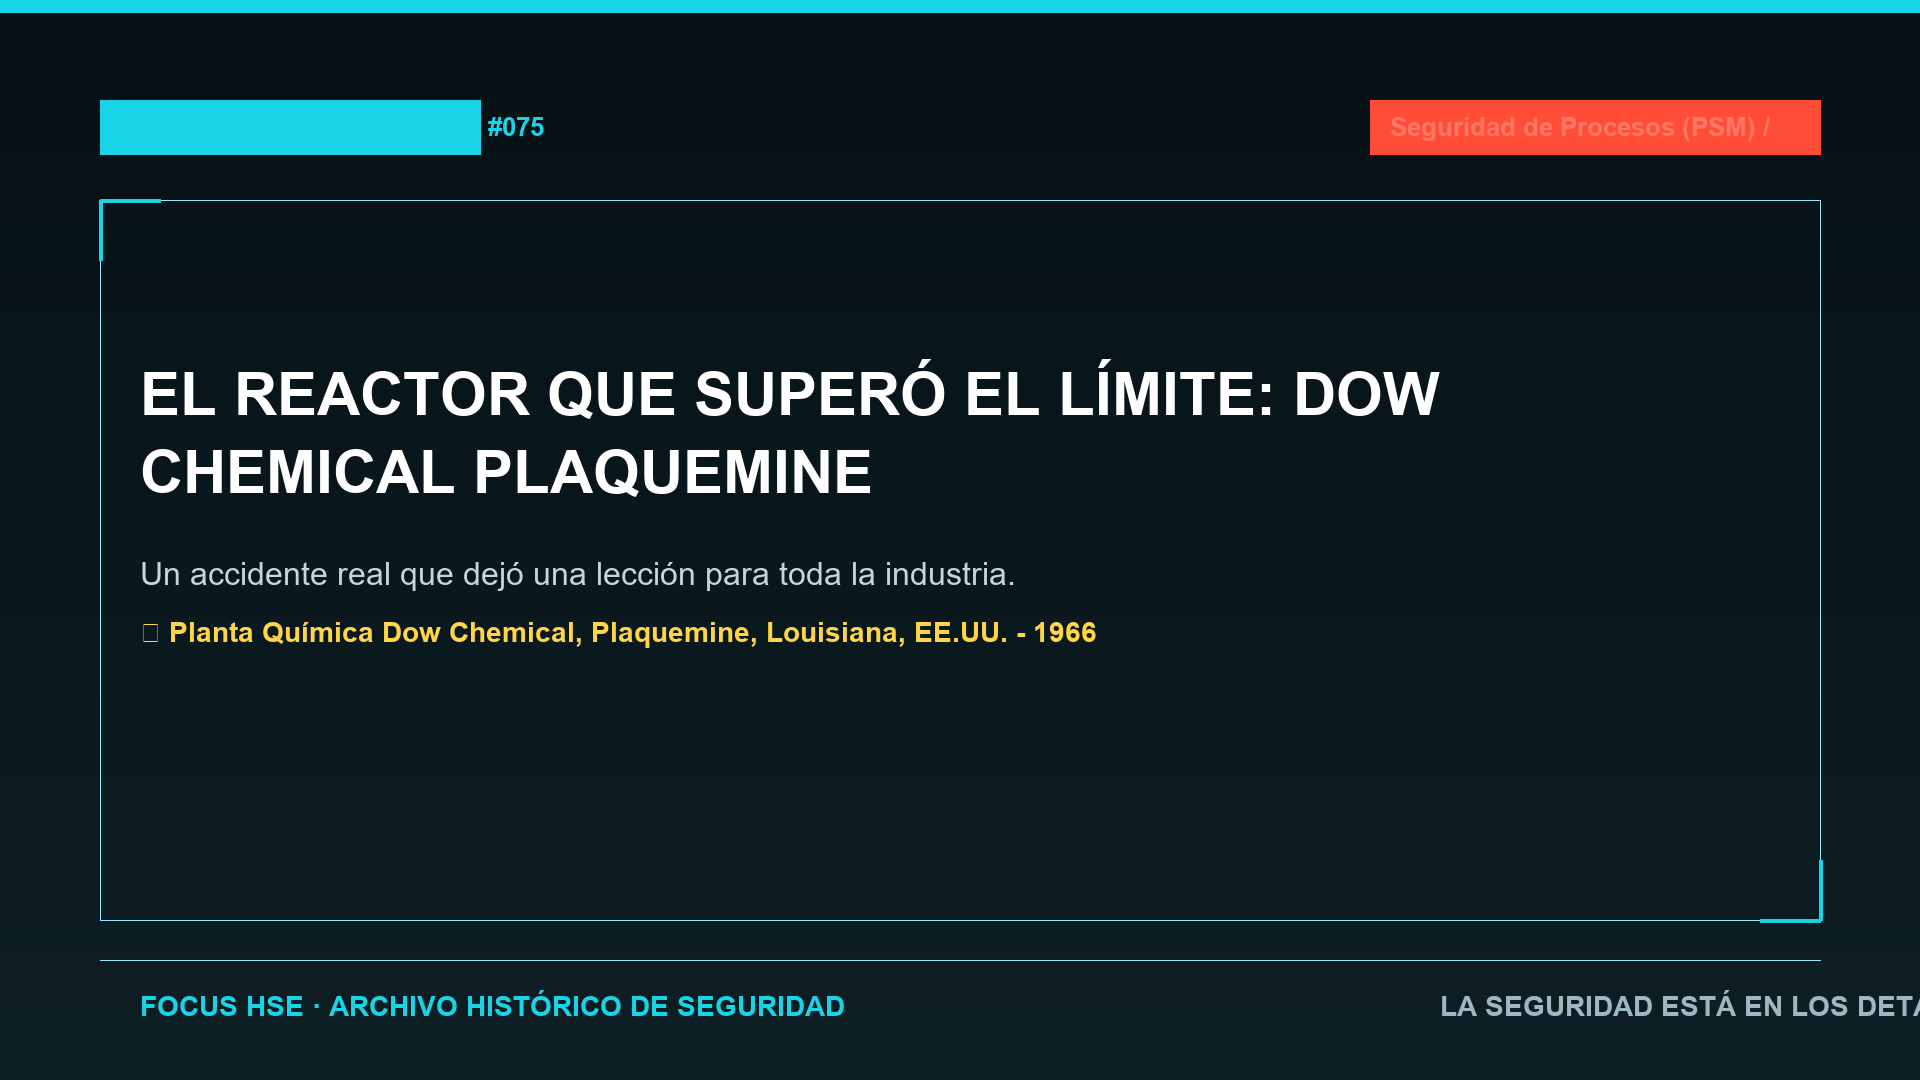 #075
Seguridad de Procesos (PSM) /
EL REACTOR QUE SUPERÓ EL LÍMITE: DOW
CHEMICAL PLAQUEMINE
Un accidente real que dejó una lección para toda la industria.
Planta Química Dow Chemical, Plaquemine, Louisiana, EE.UU. - 1966
FOCUS HSE · ARCHIVO HISTÓRICO DE SEGURIDAD
LA SEGURIDAD ESTÁ EN LOS DETA